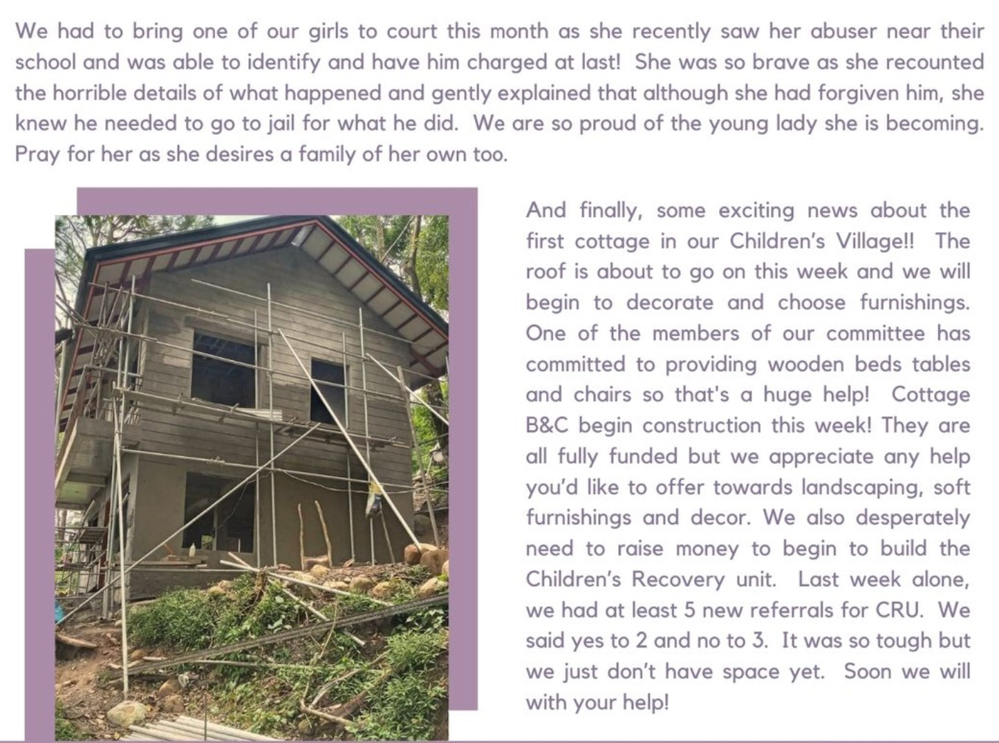 We had to bring one of our girls to court this month as she recently saw her abuser near their
school and was able to identify and have him charged at last!  She was so brave as she recounted
the horrible details of what happened and gently explained that although she had forgiven him, she
knew he needed to go to jail for what he did.  We are so proud of the young lady she is becoming.
Pray for her as she desires a family of her own too.
And finally, some exciting news about the
first cottage in our Children’s Village!!  The
roof is about to go on this week and we will
begin to decorate and choose furnishings.
One of the members of our committee has
committed to providing wooden beds tables
and chairs so that's a huge help!  Cottage
B&C begin construction this week! They are
all fully funded but we appreciate any help
you’d like to offer towards landscaping, soft
furnishings and decor. We also desperately
need to raise money to begin to build the
Children’s Recovery unit.  Last week alone,
we had at least 5 new referrals for CRU.  We
said yes to 2 and no to 3.  It was so tough but
we just don’t have space yet.  Soon we will
with your help!